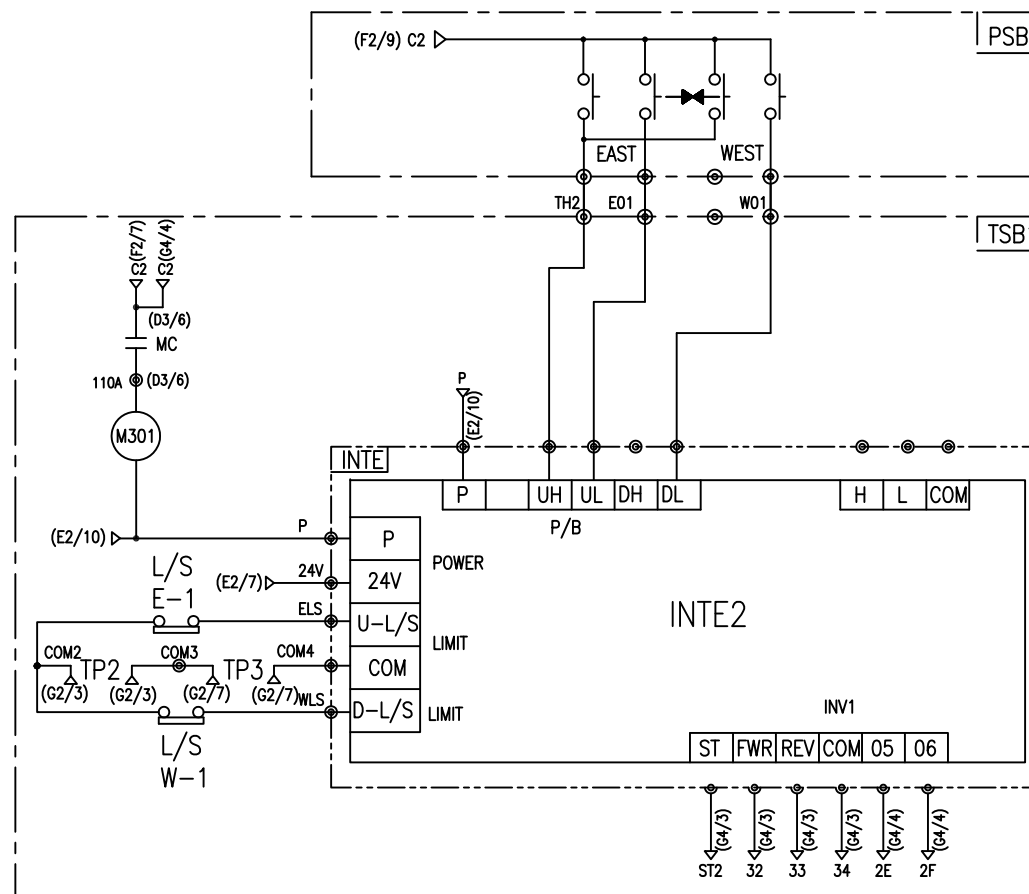 (F2/9) C2
PSB
EAST
WEST
TH2
E01
W01
TSB
C2(F2/7)
C2(G4/4)
(D3/6)
MC
110A
(D3/6)
M301
P
(E2/10)
INTE
P
UH
UL
DH
DL
H
L
COM
P/B
(E2/10)
P
P
POWER
L/S
E-1
(E2/7)
24V
24V
ELS
U-L/S
LIMIT
INTE2
COM2
TP2
COM3
TP3
COM4
COM
(G2/3)
(G2/3)
(G2/7)
(G2/7)
WLS
D-L/S
LIMIT
INV1
L/S
W-1
ST
FWR
REV
COM
05
06
(G4/3)
(G4/3)
(G4/3)
(G4/3)
(G4/4)
(G4/4)
ST2
32
33
34
2E
2F